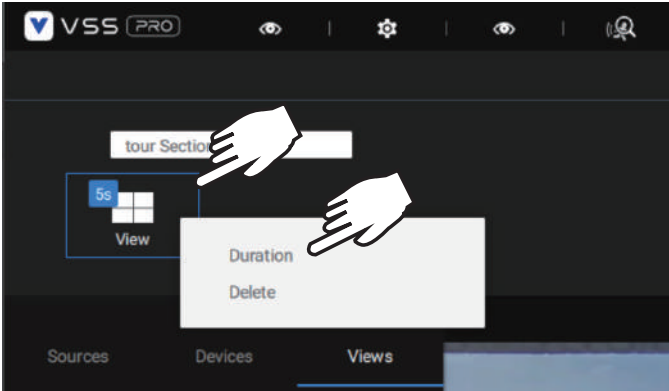 VSS PRO
tour Section
5s
View
Duration
Delete
Sources Devices Views